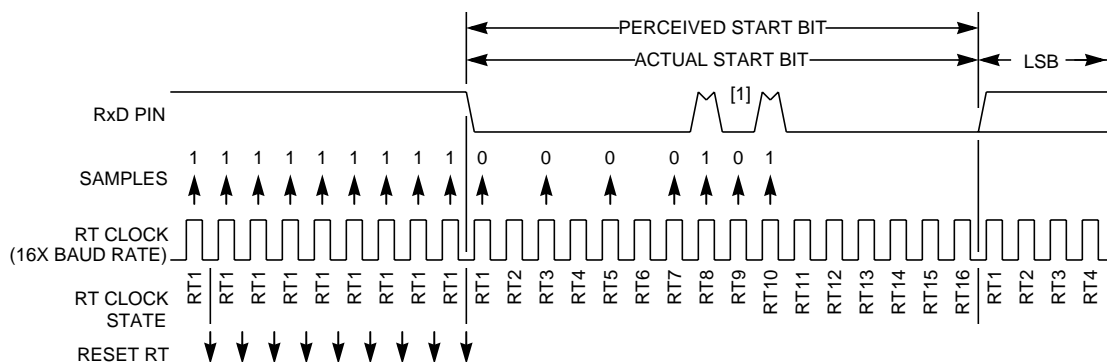 PERCEIVED START BIT
ACTUAL START BIT
LSB
RxD PIN
[1]
SAMPLES
1 1 1 1 1 1 1 1 1 0 0 0 0 1 0 1
RT CLOCK
(16X BAUD RATE)
RT CLOCK
STATE
RT1 RT1 RT1 RT1 RT1 RT1 RT1 RT1 RT1 RT1 RT2 RT3 RT4 RT5 RT6 RT7 RT8 RT9 RT10 RT11 RT12 RT13 RT14 RT15 RT16 RT1 RT2 RT3 RT4
RESET RT